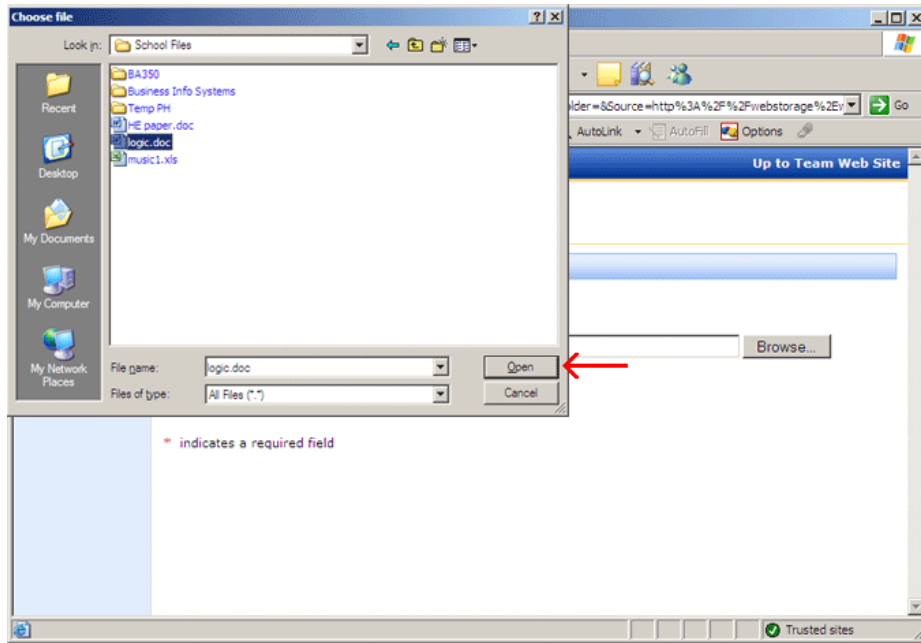 Choose file
Look in: School Files
Recent
Desktop
My Documents
My Computer
My Network
Places
BA350
Business Info Systems
Temp PH
HE paper.doc
logic.doc
music1.xls
File name: logic.doc Open
Files of type: All Files (*.*) Cancel
lder=&Source=http%3A%2F%2Fwebstorage%2E Go
AutoLink AutoFill Options
Up to Team Web Site
Browse...
* indicates a required field
Trusted sites